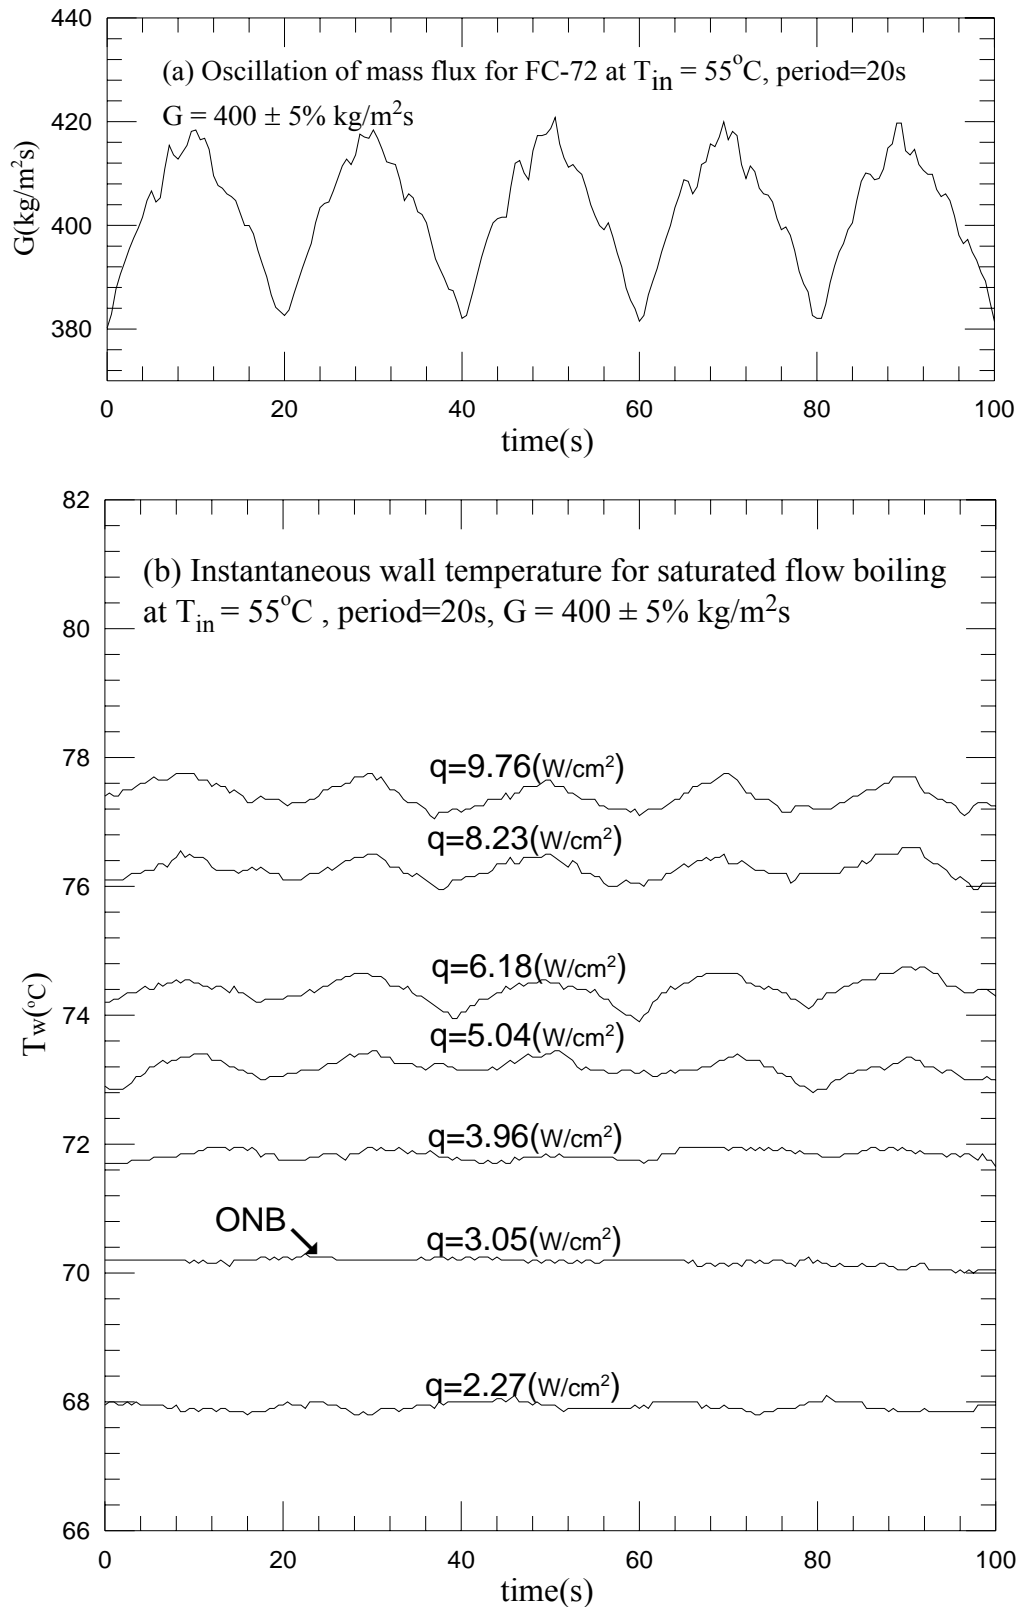 440
(a) Oscillation of mass flux for FC-72 at Tin = 55°C, period=20s
G = 400 ± 5% kg/m²s
420
400
380
G(kg/m²s)
0 20 40 60 80 100
time(s)
82
(b) Instantaneous wall temperature for saturated flow boiling
at Tin = 55°C , period=20s, G = 400 ± 5% kg/m²s
80
78
q=9.76(W/cm²)
q=8.23(W/cm²)
76
q=6.18(W/cm²)
74
q=5.04(W/cm²)
Tw(°C)
72
q=3.96(W/cm²)
ONB
q=3.05(W/cm²)
70
q=2.27(W/cm²)
68
66
0 20 40 60 80 100
time(s)